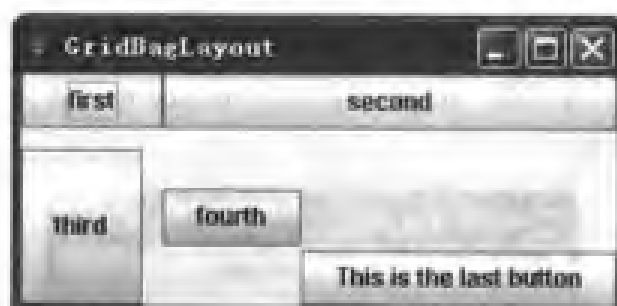 GridBagLayout
first
second
third
fourth
This is the last button